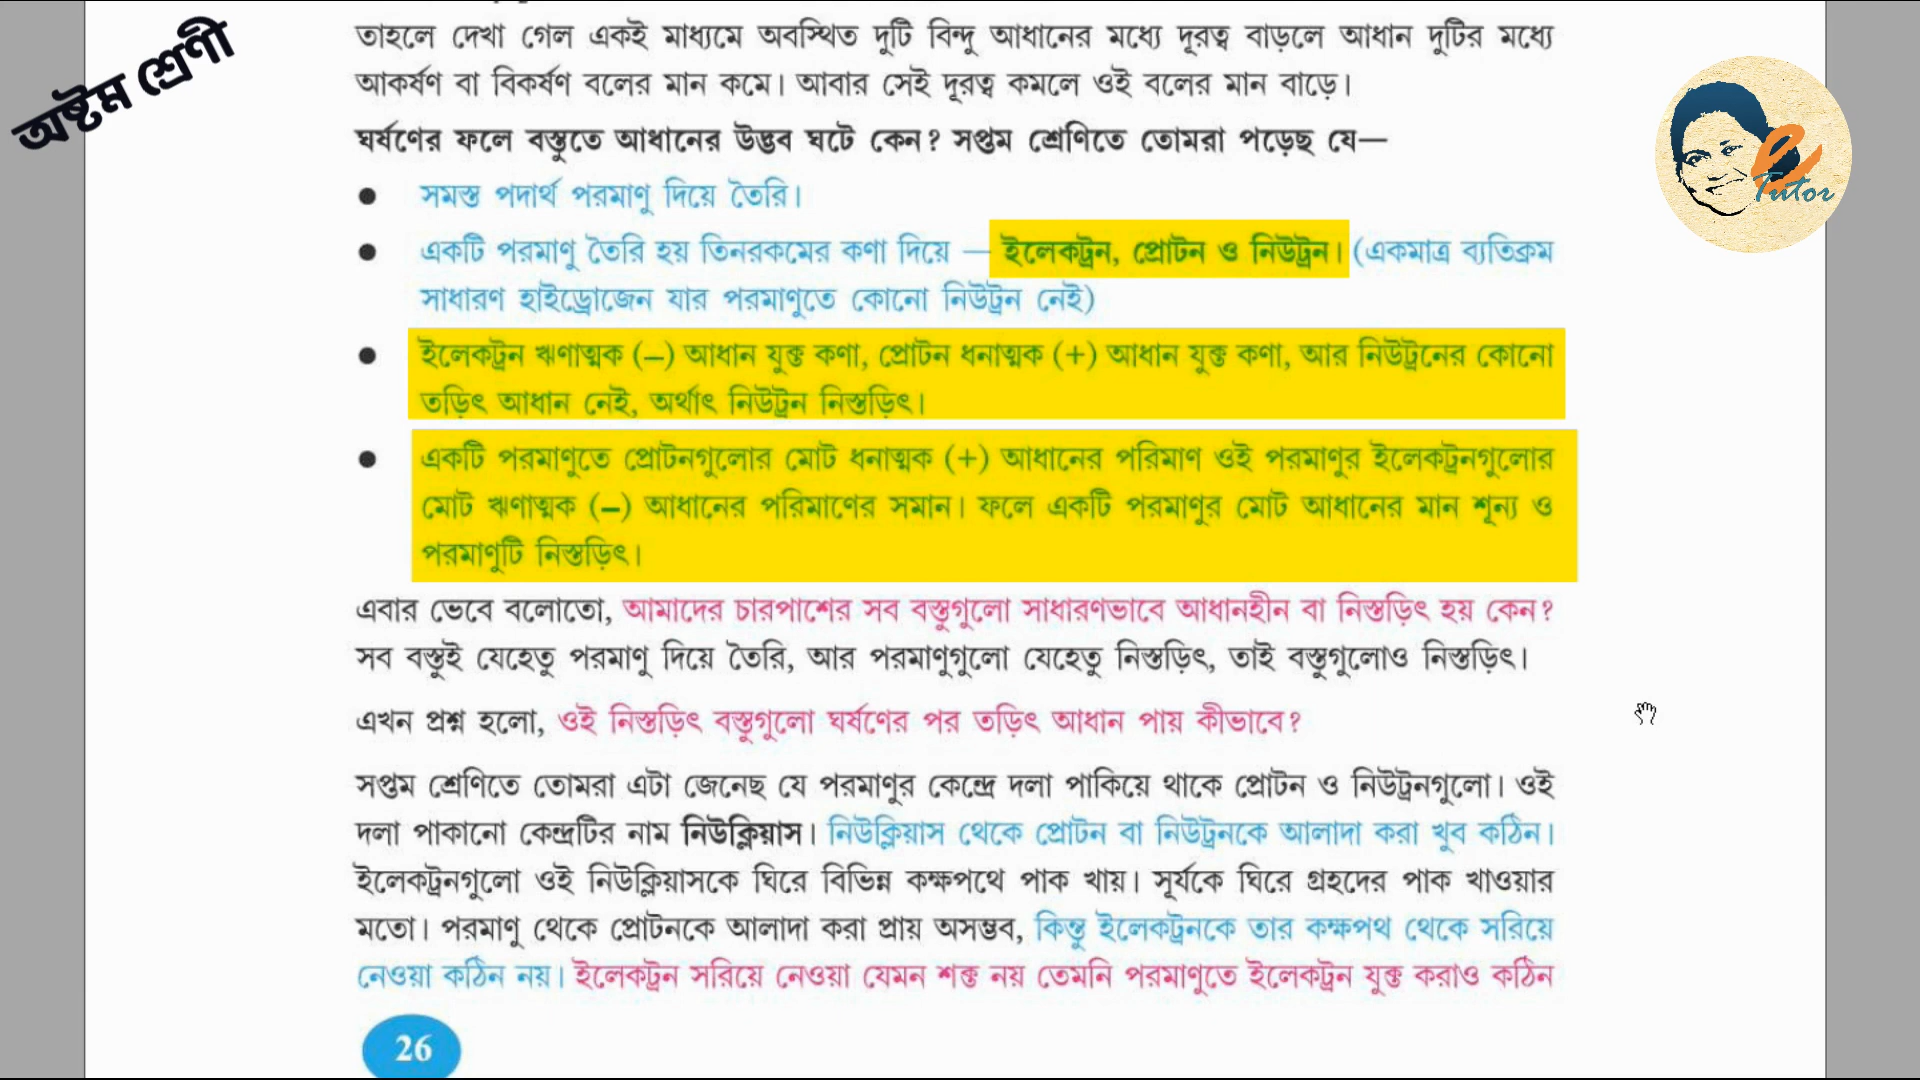 অষ্টম শ্রেণী
তাহলে দেখা গেল একই মাধ্যমে অবস্থিত দুটি বিন্দু আধানের মধ্যে দূরত্ব বাড়লে আধান দুটির মধ্যে
আকর্ষণ বা বিকর্ষণ বলের মান কমে। আবার সেই দূরত্ব কমলে ওই বলের মান বাড়ে।
ঘর্ষণের ফলে বস্তুতে আধানের উদ্ভব ঘটে কেন? সপ্তম শ্রেণিতে তোমরা পড়েছ যে—
● সমস্ত পদার্থ পরমাণু দিয়ে তৈরি।
● একটি পরমাণু তৈরি হয় তিনরকমের কণা দিয়ে — ইলেকট্রন, প্রোটন ও নিউট্রন। (একমাত্র ব্যতিক্রম
সাধারণ হাইড্রোজেন যার পরমাণুতে কোনো নিউট্রন নেই)
● ইলেকট্রন ঋণাত্মক (–) আধান যুক্ত কণা, প্রোটন ধনাত্মক (+) আধান যুক্ত কণা, আর নিউট্রনের কোনো
তড়িৎ আধান নেই, অর্থাৎ নিউট্রন নিস্তড়িৎ।
● একটি পরমাণুতে প্রোটনগুলোর মোট ধনাত্মক (+) আধানের পরিমাণ ওই পরমাণুর ইলেকট্রনগুলোর
মোট ঋণাত্মক (–) আধানের পরিমাণের সমান। ফলে একটি পরমাণুর মোট আধানের মান শূন্য ও
পরমাণুটি নিস্তড়িৎ।
এবার ভেবে বলোতো, আমাদের চারপাশের সব বস্তুগুলো সাধারণভাবে আধানহীন বা নিস্তড়িৎ হয় কেন?
সব বস্তুই যেহেতু পরমাণু দিয়ে তৈরি, আর পরমাণুগুলো যেহেতু নিস্তড়িৎ, তাই বস্তুগুলোও নিস্তড়িৎ।
এখন প্রশ্ন হলো, ওই নিস্তড়িৎ বস্তুগুলো ঘর্ষণের পর তড়িৎ আধান পায় কীভাবে?
সপ্তম শ্রেণিতে তোমরা এটা জেনেছ যে পরমাণুর কেন্দ্রে দলা পাকিয়ে থাকে প্রোটন ও নিউট্রনগুলো। ওই
দলা পাকানো কেন্দ্রটির নাম নিউক্লিয়াস। নিউক্লিয়াস থেকে প্রোটন বা নিউট্রনকে আলাদা করা খুব কঠিন।
ইলেকট্রনগুলো ওই নিউক্লিয়াসকে ঘিরে বিভিন্ন কক্ষপথে পাক খায়। সূর্যকে ঘিরে গ্রহদের পাক খাওয়ার
মতো। পরমাণু থেকে প্রোটনকে আলাদা করা প্রায় অসম্ভব, কিন্তু ইলেকট্রনকে তার কক্ষপথ থেকে সরিয়ে
নেওয়া কঠিন নয়। ইলেকট্রন সরিয়ে নেওয়া যেমন শক্ত নয় তেমনি পরমাণুতে ইলেকট্রন যুক্ত করাও কঠিন
26
e Tutor